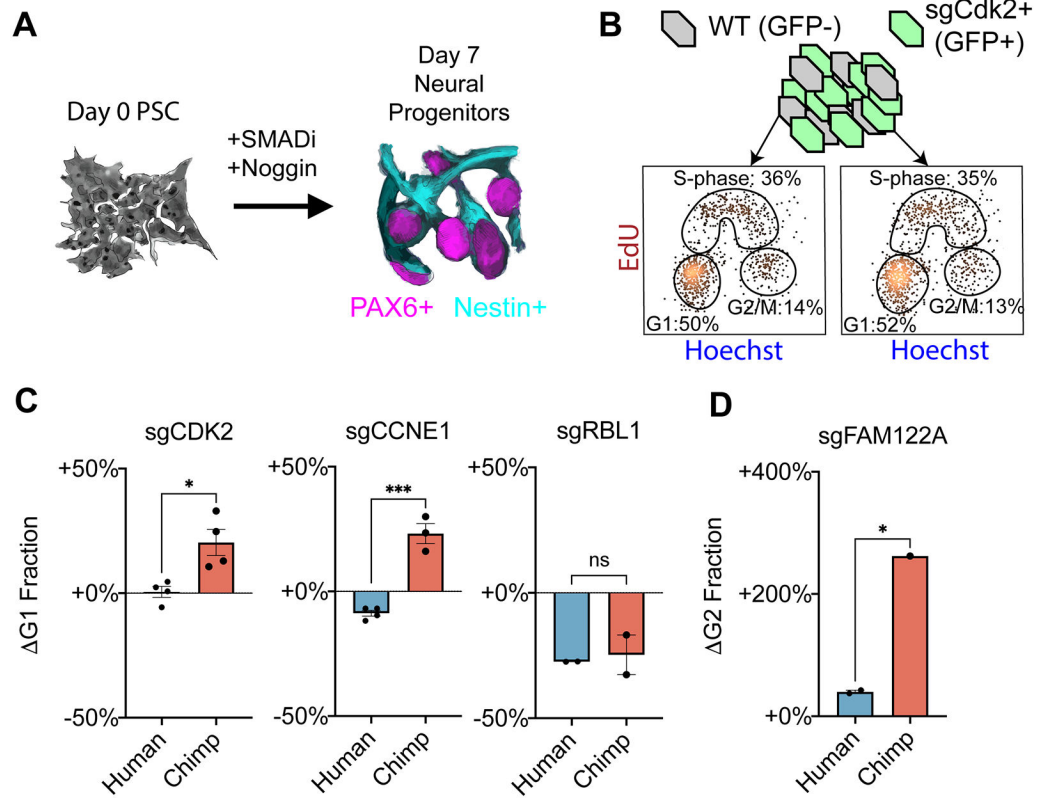 A
Day 0 PSC
+SMADi
+Noggin
Day 7
Neural
Progenitors
PAX6+ Nestin+
B
WT (GFP-)
sgCdk2+
(GFP+)
EdU
S-phase: 36%
G2/M:14%
G1:50%
Hoechst
S-phase: 35%
G2/M:13%
G1:52%
Hoechst
C
ΔG1 Fraction
sgCDK2
+50%
+0%
-50%
*
Human
Chimp
sgCCNE1
+50%
+0%
-50%
***
Human
Chimp
sgRBL1
+50%
+0%
-50%
ns
Human
Chimp
D
sgFAM122A
ΔG2 Fraction
+400%
+200%
+0%
*
Human
Chimp